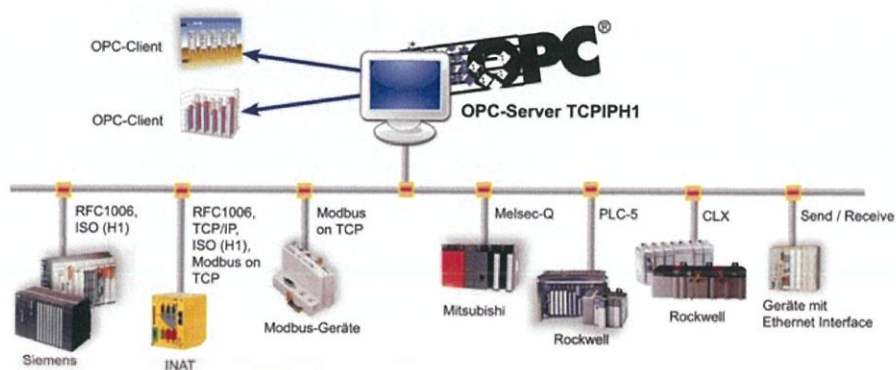 OPC-Client
OPC®
OPC-Client
OPC-Server TCPIPH1
RFC1006,
ISO (H1)
RFC1006,
TCP/IP,
ISO (H1),
Modbus on
TCP
Modbus
on TCP
Melsec-Q
PLC-5
CLX
Send / Receive
Siemens
INAT
Modbus-Geräte
Mitsubishi
Rockwell
Rockwell
Geräte mit
Ethernet Interface